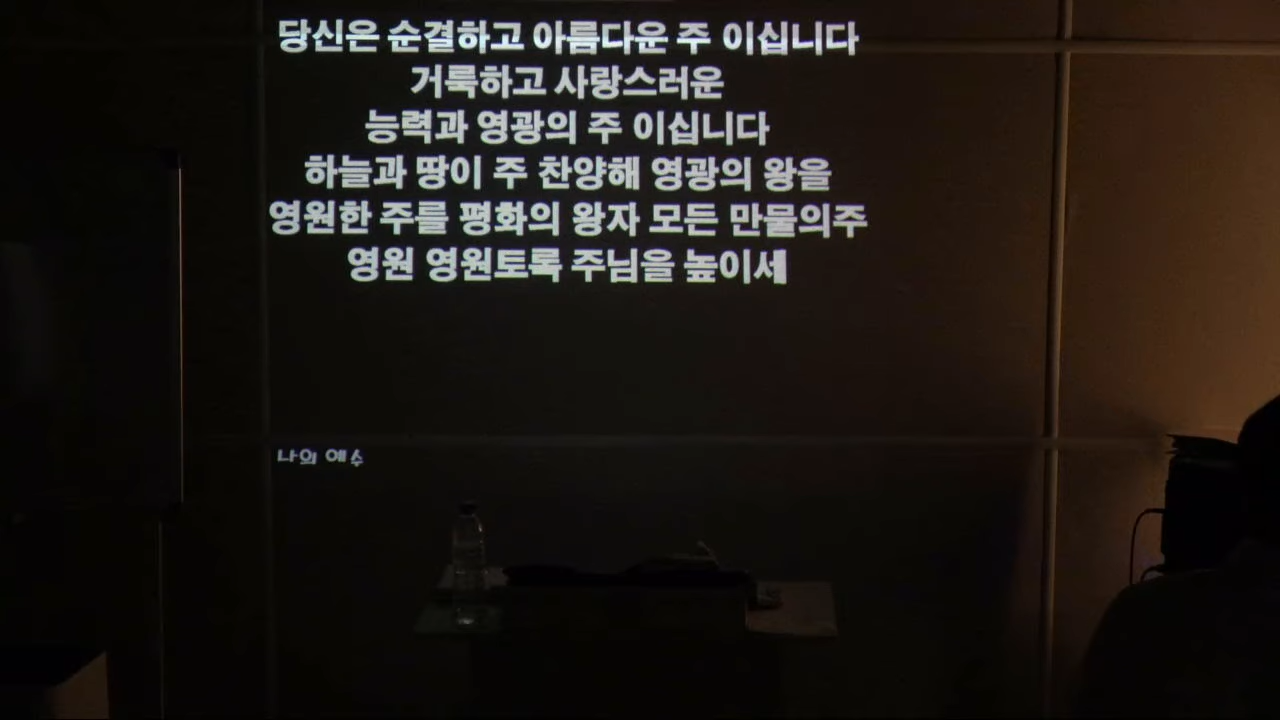 당신은 순결하고 아름다운 주 이십니다
거룩하고 사랑스러운
능력과 영광의 주 이십니다
하늘과 땅이 주 찬양해 영광의 왕을
영원한 주를 평화의 왕자 모든 만물의주
영원 영원토록 주님을 높이세
나의 예수